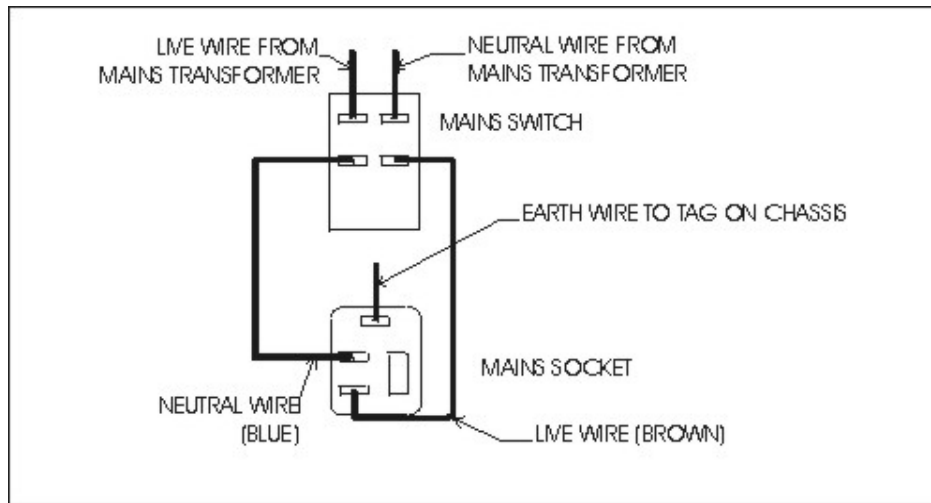 LIVE WIRE FROM
MAINS TRANSFORMER
NEUTRAL WIRE FROM
MAINS TRANSFORMER
MAINS SWITCH
EARTH WIRE TO TAG ON CHASSIS
MAINS SOCKET
NEUTRAL WIRE
(BLUE)
LIVE WIRE (BROWN)